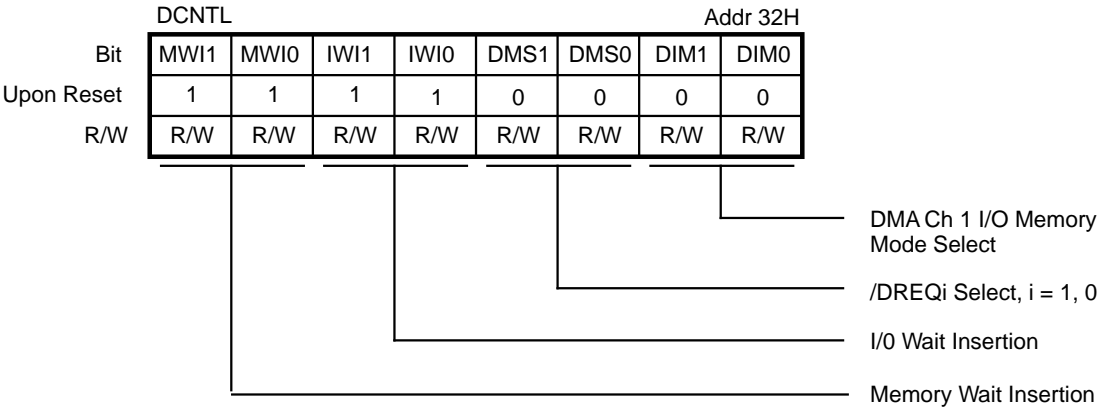 DCNTL Addr 32H
Bit MWI1 MWI0 IWI1 IWI0 DMS1 DMS0 DIM1 DIM0
Upon Reset 1 1 1 1 0 0 0 0
R/W R/W R/W R/W R/W R/W R/W R/W R/W
DMA Ch 1 I/O Memory
Mode Select
/DREQi Select, i = 1, 0
I/0 Wait Insertion
Memory Wait Insertion